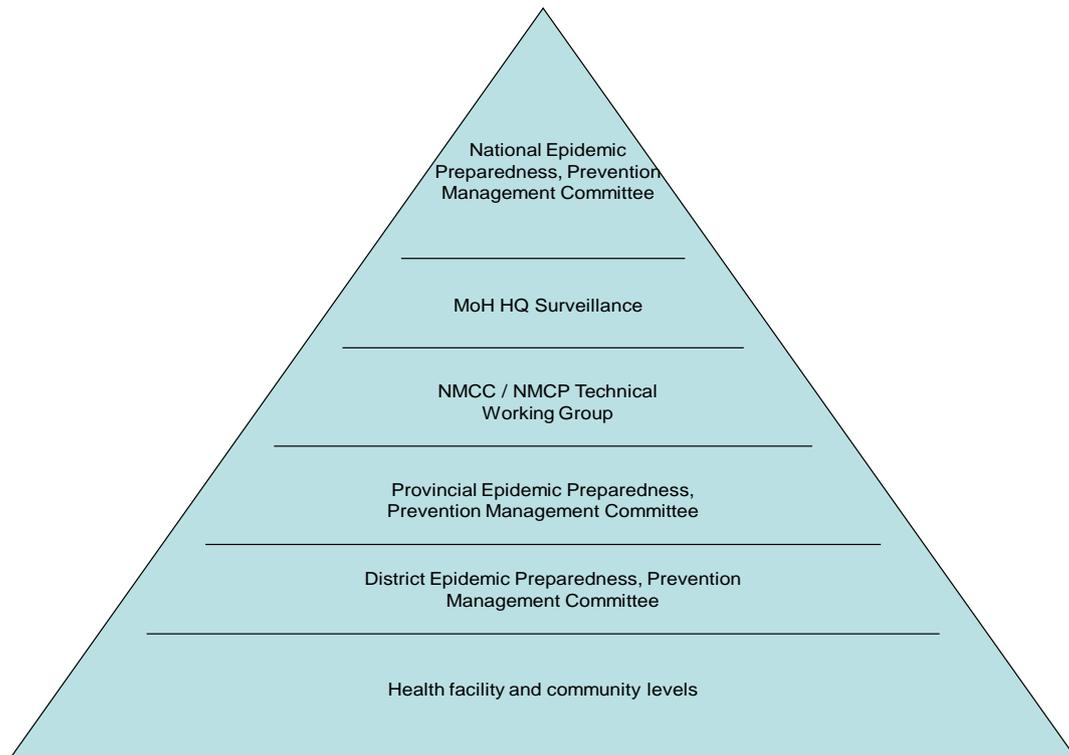 National Epidemic
Preparedness, Prevention
Management Committee
MoH HQ Surveillance
NMCC / NMCP Technical
Working Group
Provincial Epidemic Preparedness,
Prevention Management Committee
District Epidemic Preparedness, Prevention
Management Committee
Health facility and community levels